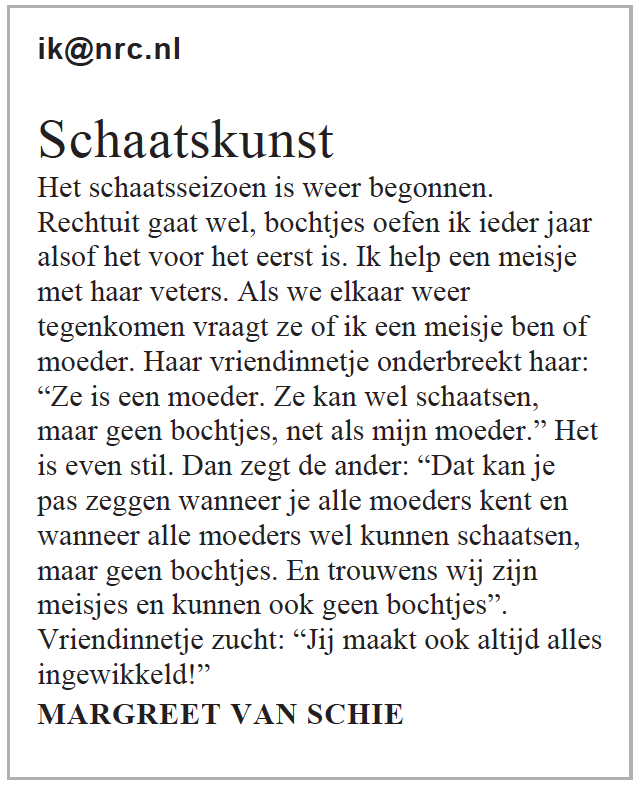 ik@nrc.nl
Schaatskunst
Het schaatsseizoen is weer begonnen.
Rechtuit gaat wel, bochtjes oefen ik ieder jaar
alsof het voor het eerst is. Ik help een meisje
met haar veters. Als we elkaar weer
tegenkomen vraagt ze of ik een meisje ben of
moeder. Haar vriendinnetje onderbreekt haar:
“Ze is een moeder. Ze kan wel schaatsen,
maar geen bochtjes, net als mijn moeder.” Het
is even stil. Dan zegt de ander: “Dat kan je
pas zeggen wanneer je alle moeders kent en
wanneer alle moeders wel kunnen schaatsen,
maar geen bochtjes. En trouwens wij zijn
meisjes en kunnen ook geen bochtjes”.
Vriendinnetje zucht: “Jij maakt ook altijd alles
ingewikkeld!”
MARGREET VAN SCHIE